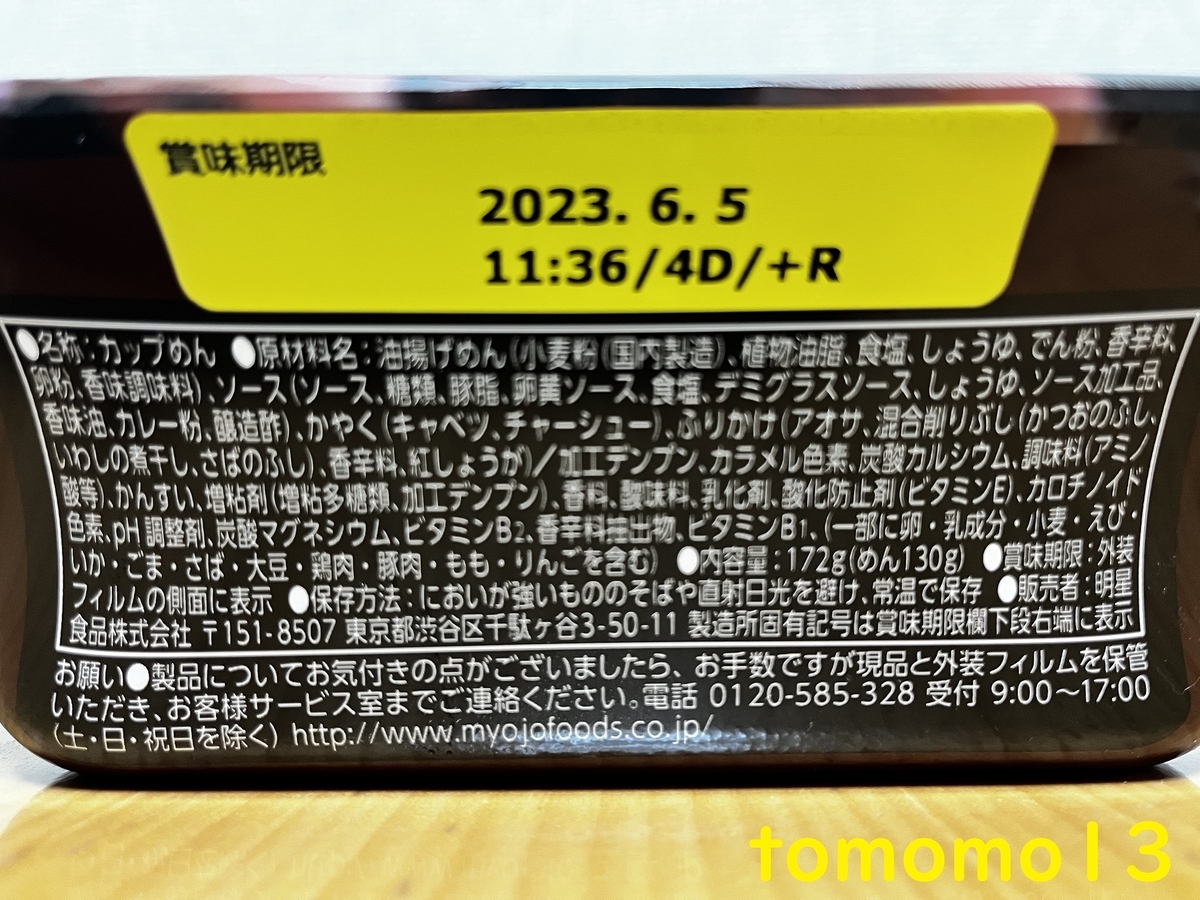 賞味期限
2023. 6. 5
11:36/4D/+R
●名称：カップめん ●原材料名：油揚げめん(小麦粉(国内製造)、植物油脂、食塩、しょうゆ、でん粉、香辛料、
卵粉、香味調味料)、ソース(ソース、糖類、豚脂、卵黄ソース、食塩、デミグラスソース、しょうゆ、ソース加工品、
香味油、カレー粉、醸造酢)、かやく(キャベツ、チャーシュー)、ふりかけ(アオサ、混合削りぶし(かつおのふし、
いわしの煮干し、さばのふし)、香辛料、紅しょうが)／加工デンプン、カラメル色素、炭酸カルシウム、調味料(アミノ
酸等)、かんすい、増粘剤(増粘多糖類、加工デンプン)、香料、酸味料、乳化剤、酸化防止剤(ビタミンE)、カロチノイド
色素、pH調整剤、炭酸マグネシウム、ビタミンB2、香辛料抽出物、ビタミンB1、(一部に卵・乳成分・小麦・えび・
いか・ごま・さば・大豆・鶏肉・豚肉・もも・りんごを含む) ●内容量：172g(めん130g) ●賞味期限：外装
フィルムの側面に表示 ●保存方法：においが強いもののそばや直射日光を避け、常温で保存 ●販売者：明星
食品株式会社 〒151-8507 東京都渋谷区千駄ヶ谷3-50-11 製造所固有記号は賞味期限欄下段右端に表示
お願い●製品についてお気付きの点がございましたら、お手数ですが現品と外装フィルムを保管
いただき、お客様サービス室までご連絡ください。電話 0120-585-328 受付 9:00～17:00
(土・日・祝日を除く) http://www.myojofoods.co.jp/
tomomo13